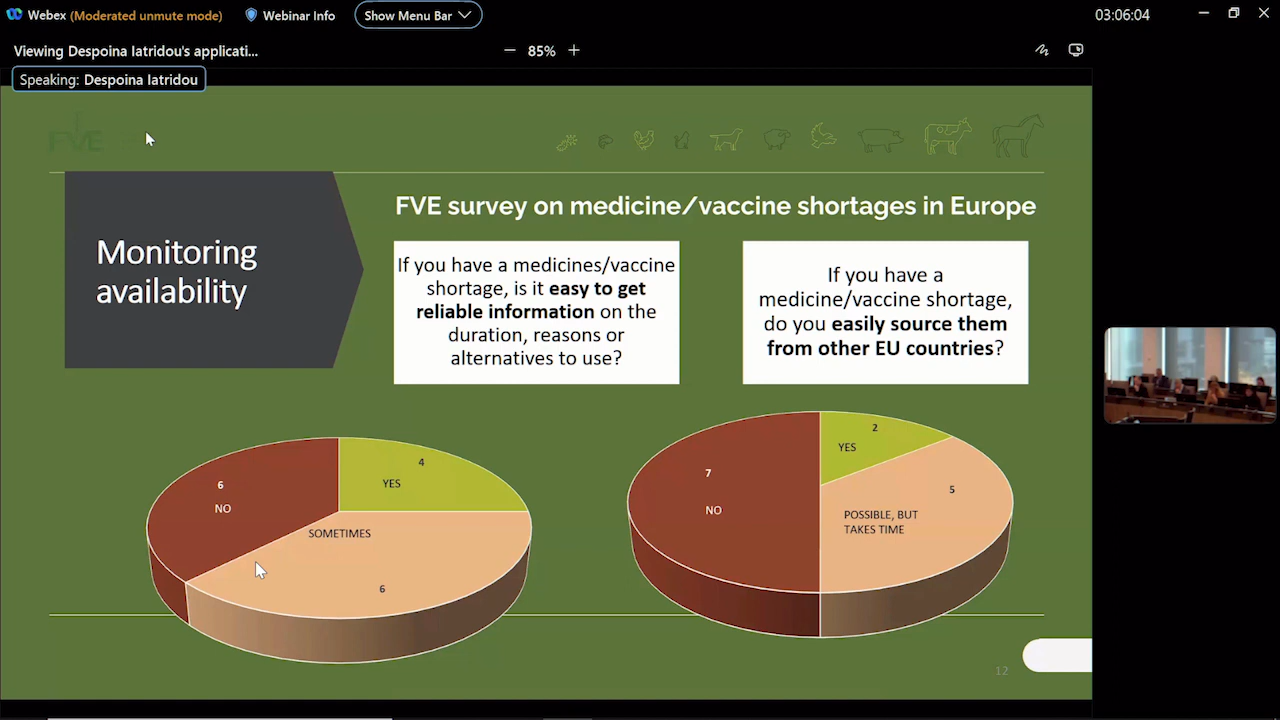 Webex (Moderated unmute mode)
Webinar Info
Show Menu Bar
03:06:04
Viewing Despoina Iatridou's applicati...
85%
Speaking: Despoina Iatridou
FVE
FVE survey on medicine/vaccine shortages in Europe
Monitoring
availability
If you have a medicines/vaccine
shortage, is it easy to get
reliable information on the
duration, reasons or
alternatives to use?
If you have a
medicine/vaccine shortage,
do you easily source them
from other EU countries?
4
YES
6
NO
SOMETIMES
6
2
YES
7
NO
5
POSSIBLE, BUT
TAKES TIME
12